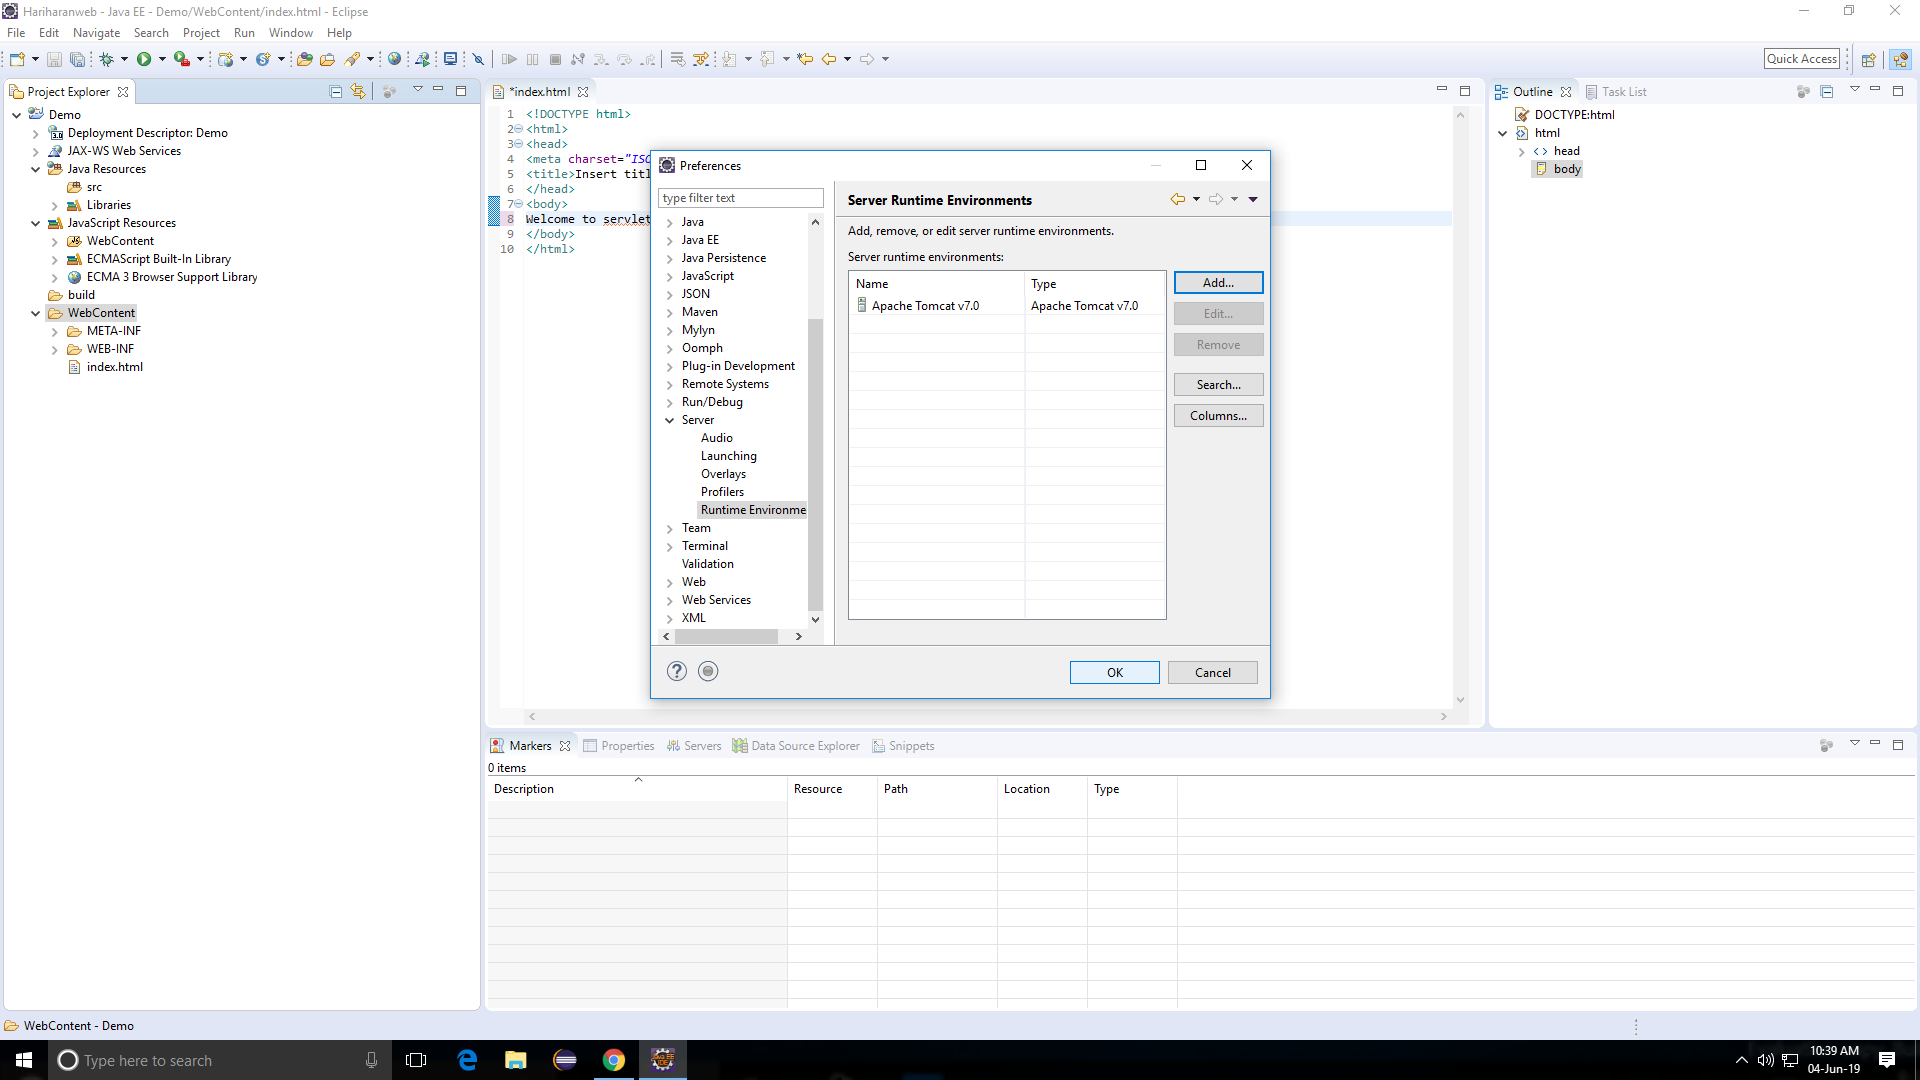 Hariharanweb - Java EE - Demo/WebContent/index.html - Eclipse
File Edit Navigate Search Project Run Window Help
Quick Access
Project Explorer
Demo
Deployment Descriptor: Demo
JAX-WS Web Services
Java Resources
src
Libraries
JavaScript Resources
WebContent
ECMAScript Built-In Library
ECMA 3 Browser Support Library
build
WebContent
META-INF
WEB-INF
index.html
*index.html
1 <!DOCTYPE html>
2 <html>
3 <head>
4 <meta charset="ISO
5 <title>Insert titl
6 </head>
7 <body>
8 Welcome to servlet
9 </body>
10 </html>
Preferences
type filter text
Java
Java EE
Java Persistence
JavaScript
JSON
Maven
Mylyn
Oomph
Plug-in Development
Remote Systems
Run/Debug
Server
Audio
Launching
Overlays
Profilers
Runtime Environme
Team
Terminal
Validation
Web
Web Services
XML
Server Runtime Environments
Add, remove, or edit server runtime environments.
Server runtime environments:
Name Type
Apache Tomcat v7.0 Apache Tomcat v7.0
Add...
Edit...
Remove
Search...
Columns...
OK Cancel
Outline Task List
DOCTYPE:html
html
head
body
Markers Properties Servers Data Source Explorer Snippets
0 items
Description Resource Path Location Type
WebContent - Demo
Type here to search
10:39 AM
04-Jun-19